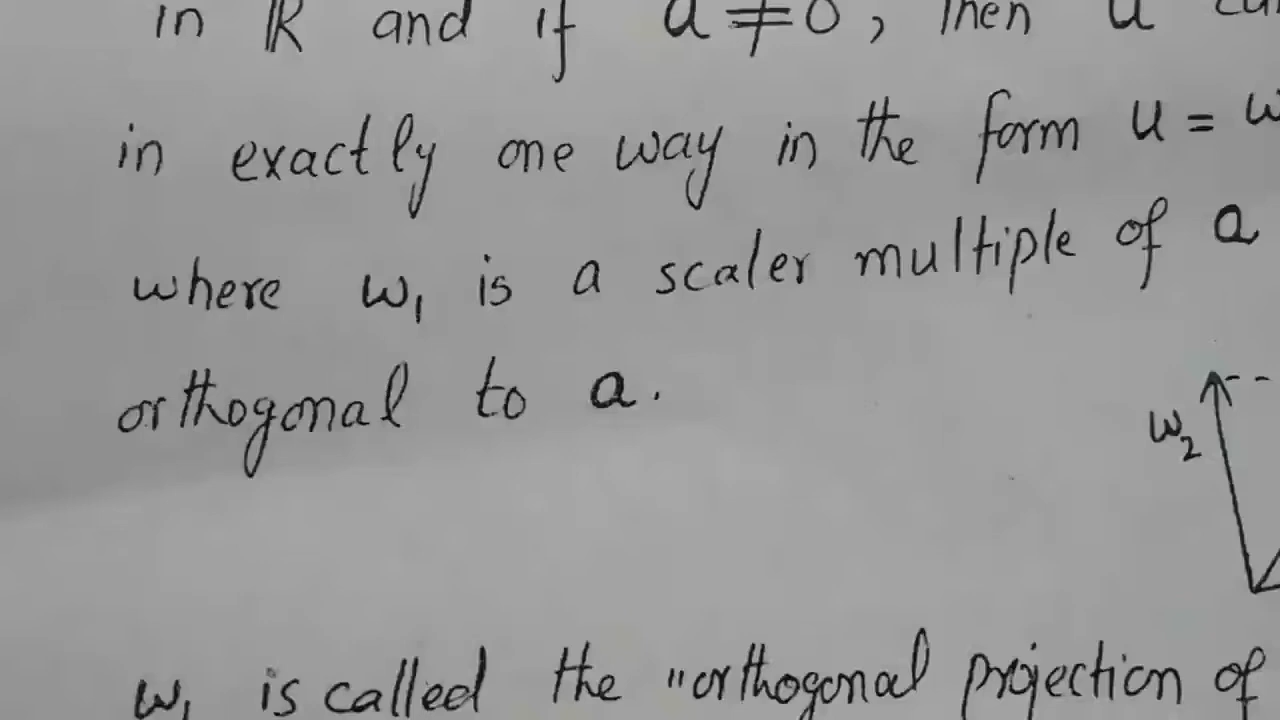 in ℝ and if a ≠ 0, then u
in exactly one way in the form u =
where w₁ is a scaler multiple of a
orthogonal to a.
w₂
w₁ is called the "orthogonal projection of